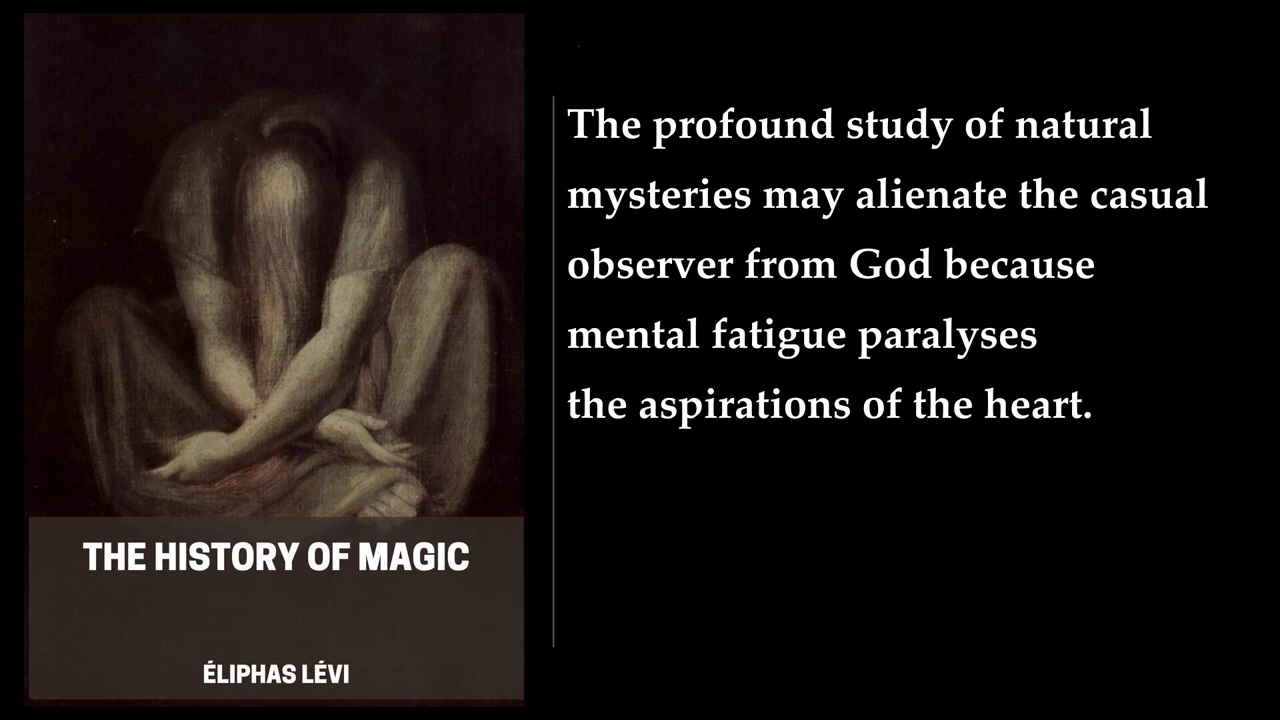 THE HISTORY OF MAGIC
ÉLIPHAS LÉVI
The profound study of natural
mysteries may alienate the casual
observer from God because
mental fatigue paralyses
the aspirations of the heart.